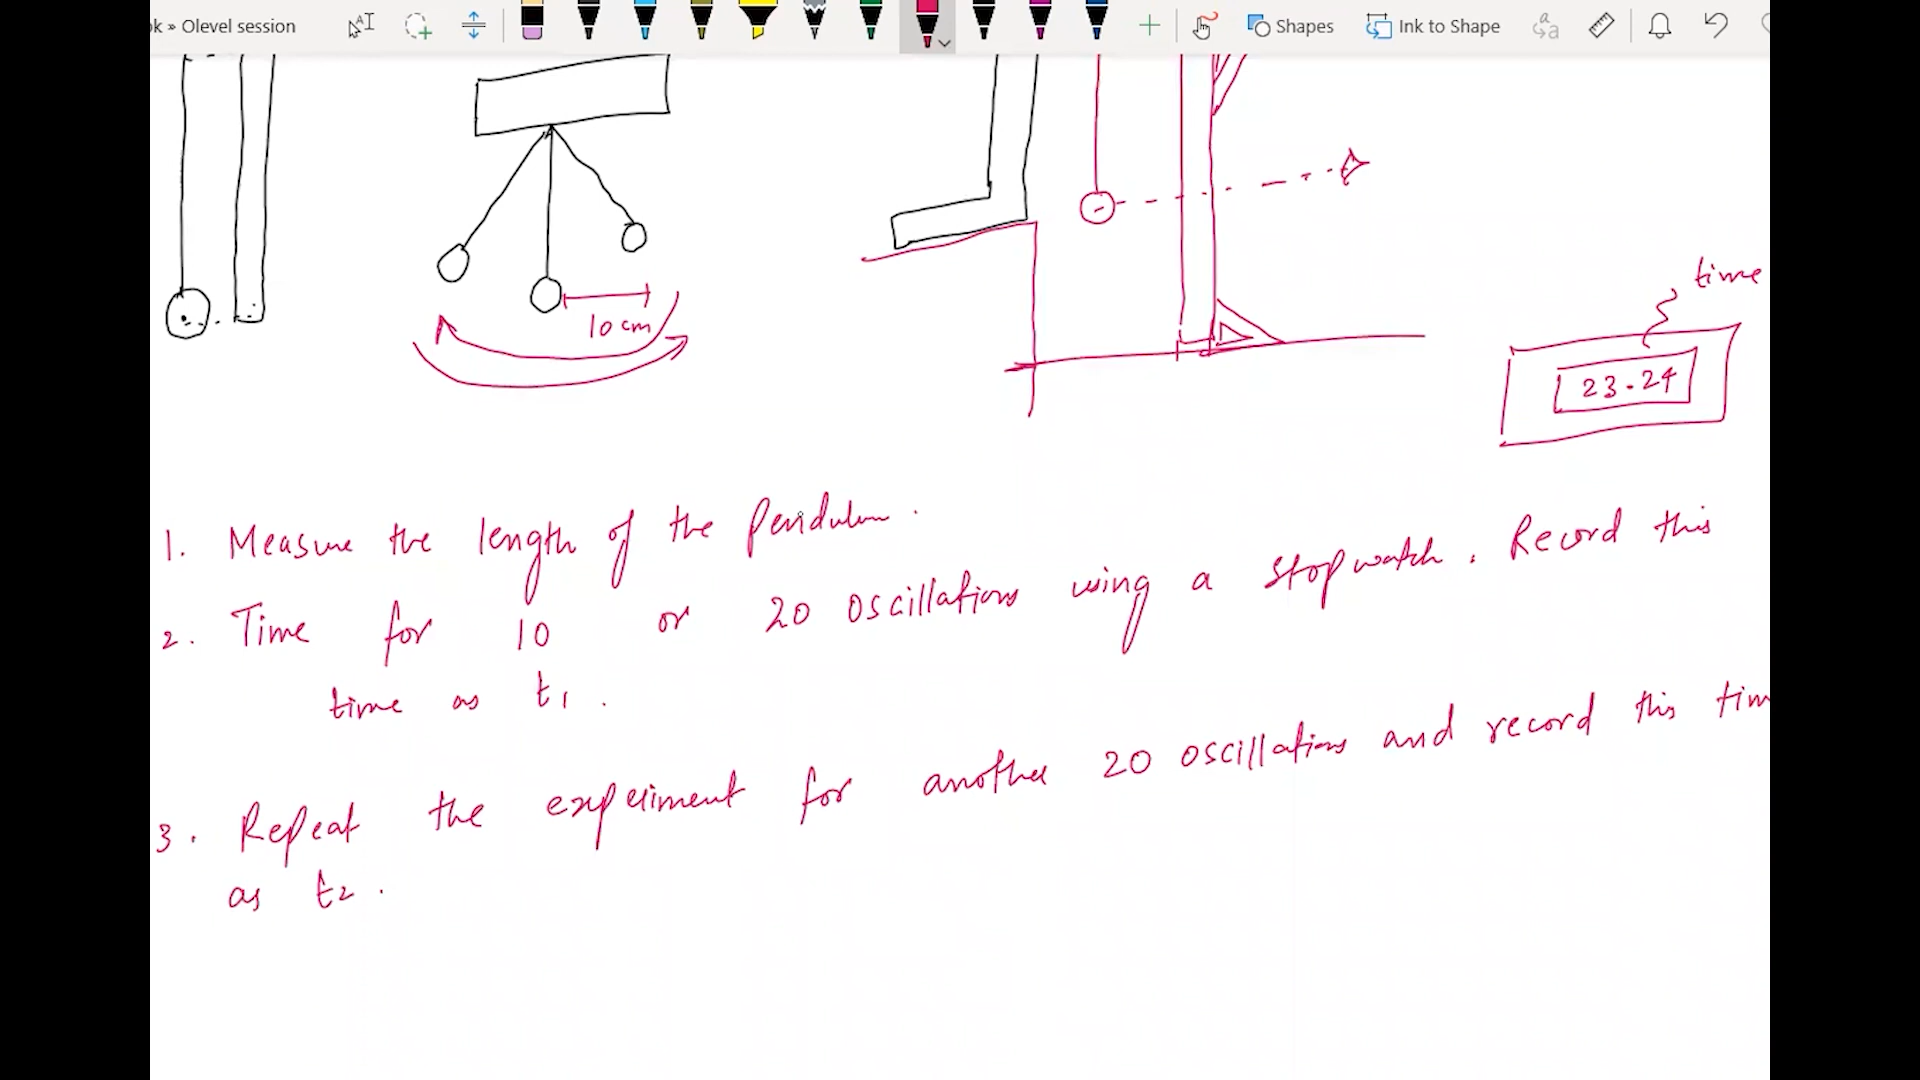 ok » Olevel session
Shapes
Ink to Shape
10 cm
time
23.24
1. Measure the length of the pendulum.
2. Time for 10 or 20 oscillations using a stopwatch. Record this
time as t1.
3. Repeat the experiment for another 20 oscillations and record this tim
as t2.